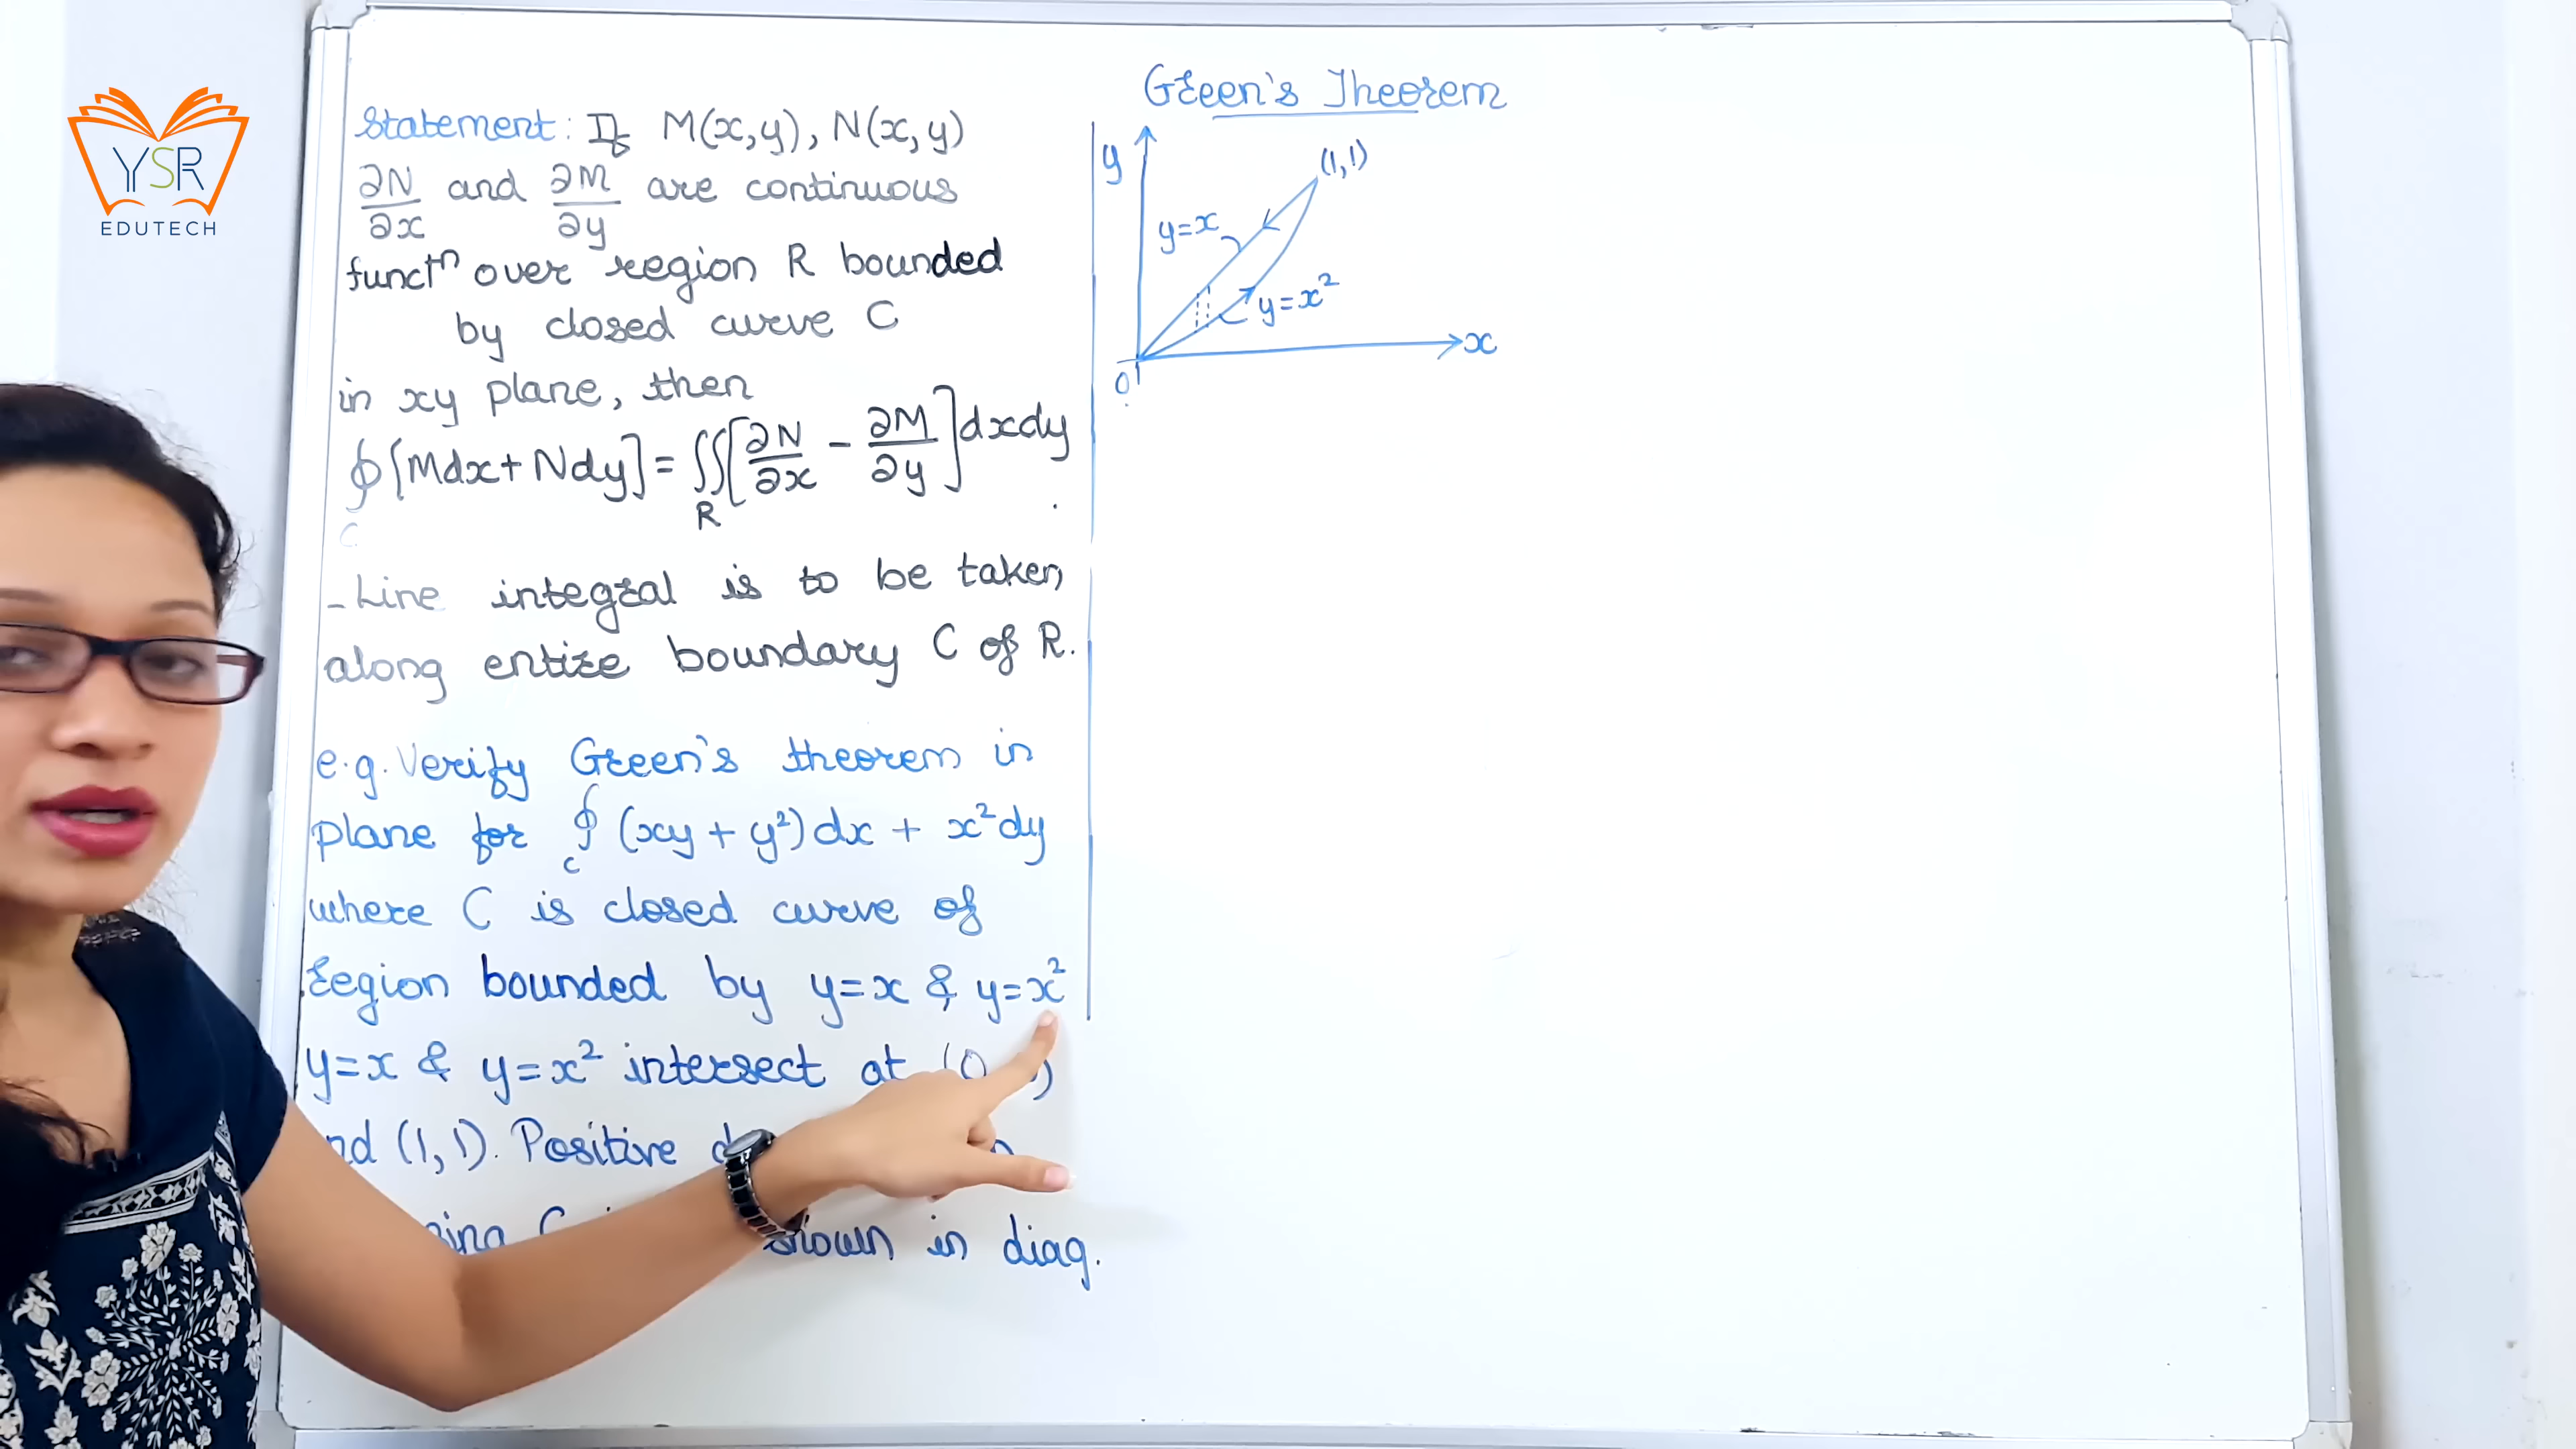 YSR
EDUTECH
Green's Theorem
Statement: If M(x,y), N(x,y)
∂N/∂x and ∂M/∂y are continuous
functⁿ over region R bounded
by closed curve C
in xy plane, then
∮[Mdx+Ndy] = ∬[∂N/∂x - ∂M/∂y]dxdy
C R
- Line integral is to be taken
along entire boundary C of R.
e.g. Verify Green's theorem in
plane for ∮ (xy + y²)dx + x²dy
c
where C is closed curve of
region bounded by y=x & y=x²
y=x & y=x² intersect at (0
(1,1). Positive
C shown in diag.
y
(1,1)
y=x
y=x²
x
O